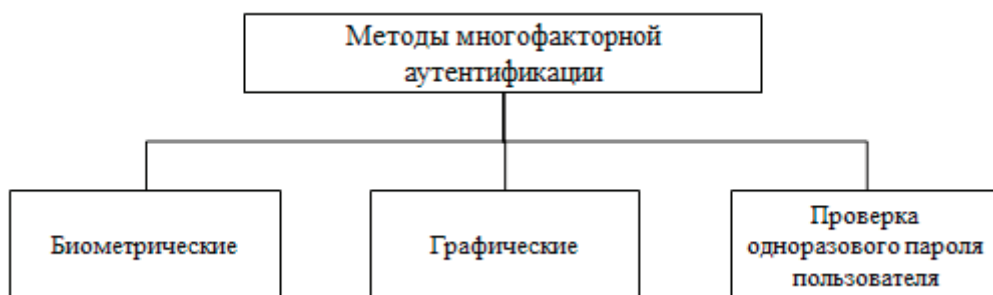 Методы многофакторной
аутентификации
Биометрические
Графические
Проверка
одноразового пароля
пользователя